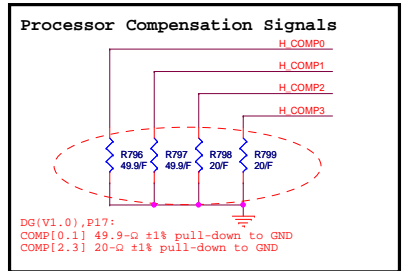 Processor Compensation Signals
H_COMP0
H_COMP1
H_COMP2
H_COMP3
R796 R797 R798 R799
49.9/F 49.9/F 20/F 20/F
DG(V1.0),P17:
COMP[0.1] 49.9-Ω ±1% pull-down to GND
COMP[2.3] 20-Ω ±1% pull-down to GND